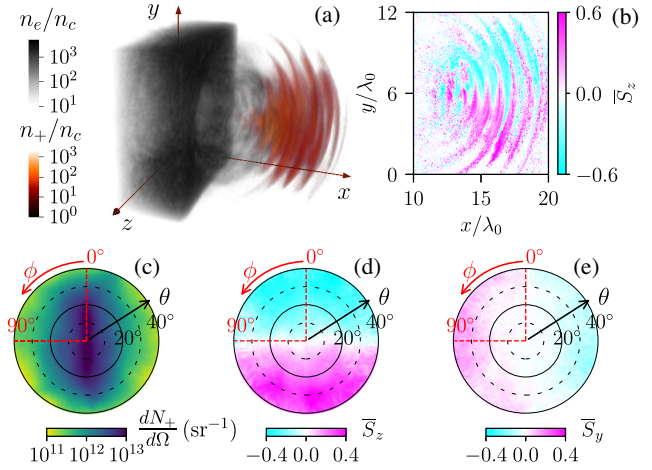 n_e/n_c
10^3
10^2
10^1
n_+/n_c
10^3
10^2
10^1
10^0
y
(a)
x
z
(b)
12
6
0
y/λ_0
10
15
20
x/λ_0
0.6
0.0
−0.6
S̅_z
(c)
ϕ
0°
90°
θ
20°
40°
10^11 10^12 10^13
dN_+/dΩ (sr^−1)
(d)
ϕ
0°
90°
θ
20°
40°
−0.4 0.0 0.4
S̅_z
(e)
ϕ
0°
90°
θ
20°
40°
−0.4 0.0 0.4
S̅_y